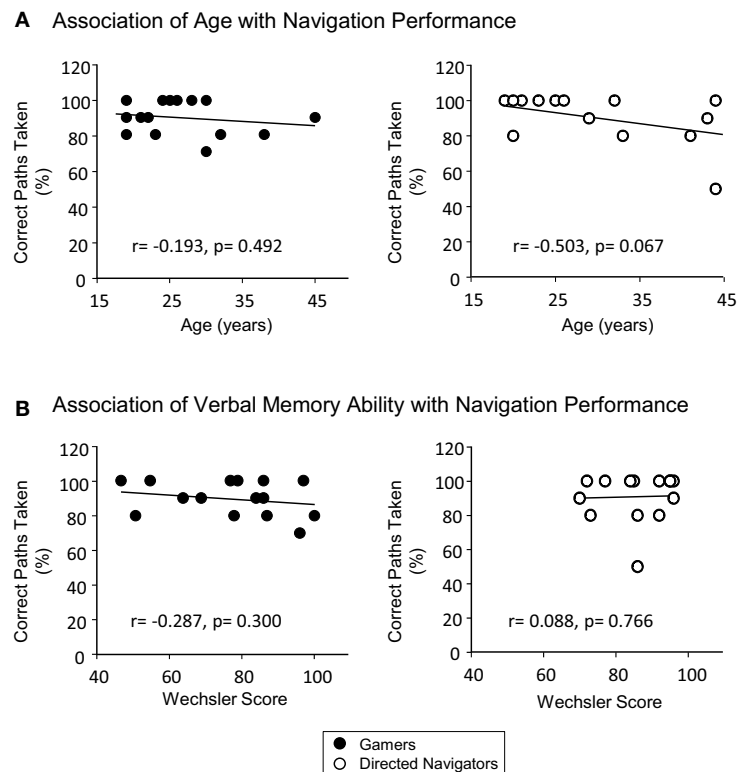 A Association of Age with Navigation Performance
120
100
80
60
40
20
0
Correct Paths Taken
(%)
r= -0.193, p= 0.492
15 25 35 45
Age (years)
120
100
80
60
40
20
0
Correct Paths Taken
(%)
r= -0.503, p= 0.067
15 25 35 45
Age (years)
B Association of Verbal Memory Ability with Navigation Performance
120
100
80
60
40
20
0
Correct Paths Taken
(%)
r= -0.287, p= 0.300
40 60 80 100
Wechsler Score
120
100
80
60
40
20
0
Correct Paths Taken
(%)
r= 0.088, p= 0.766
40 60 80 100
Wechsler Score
Gamers
Directed Navigators